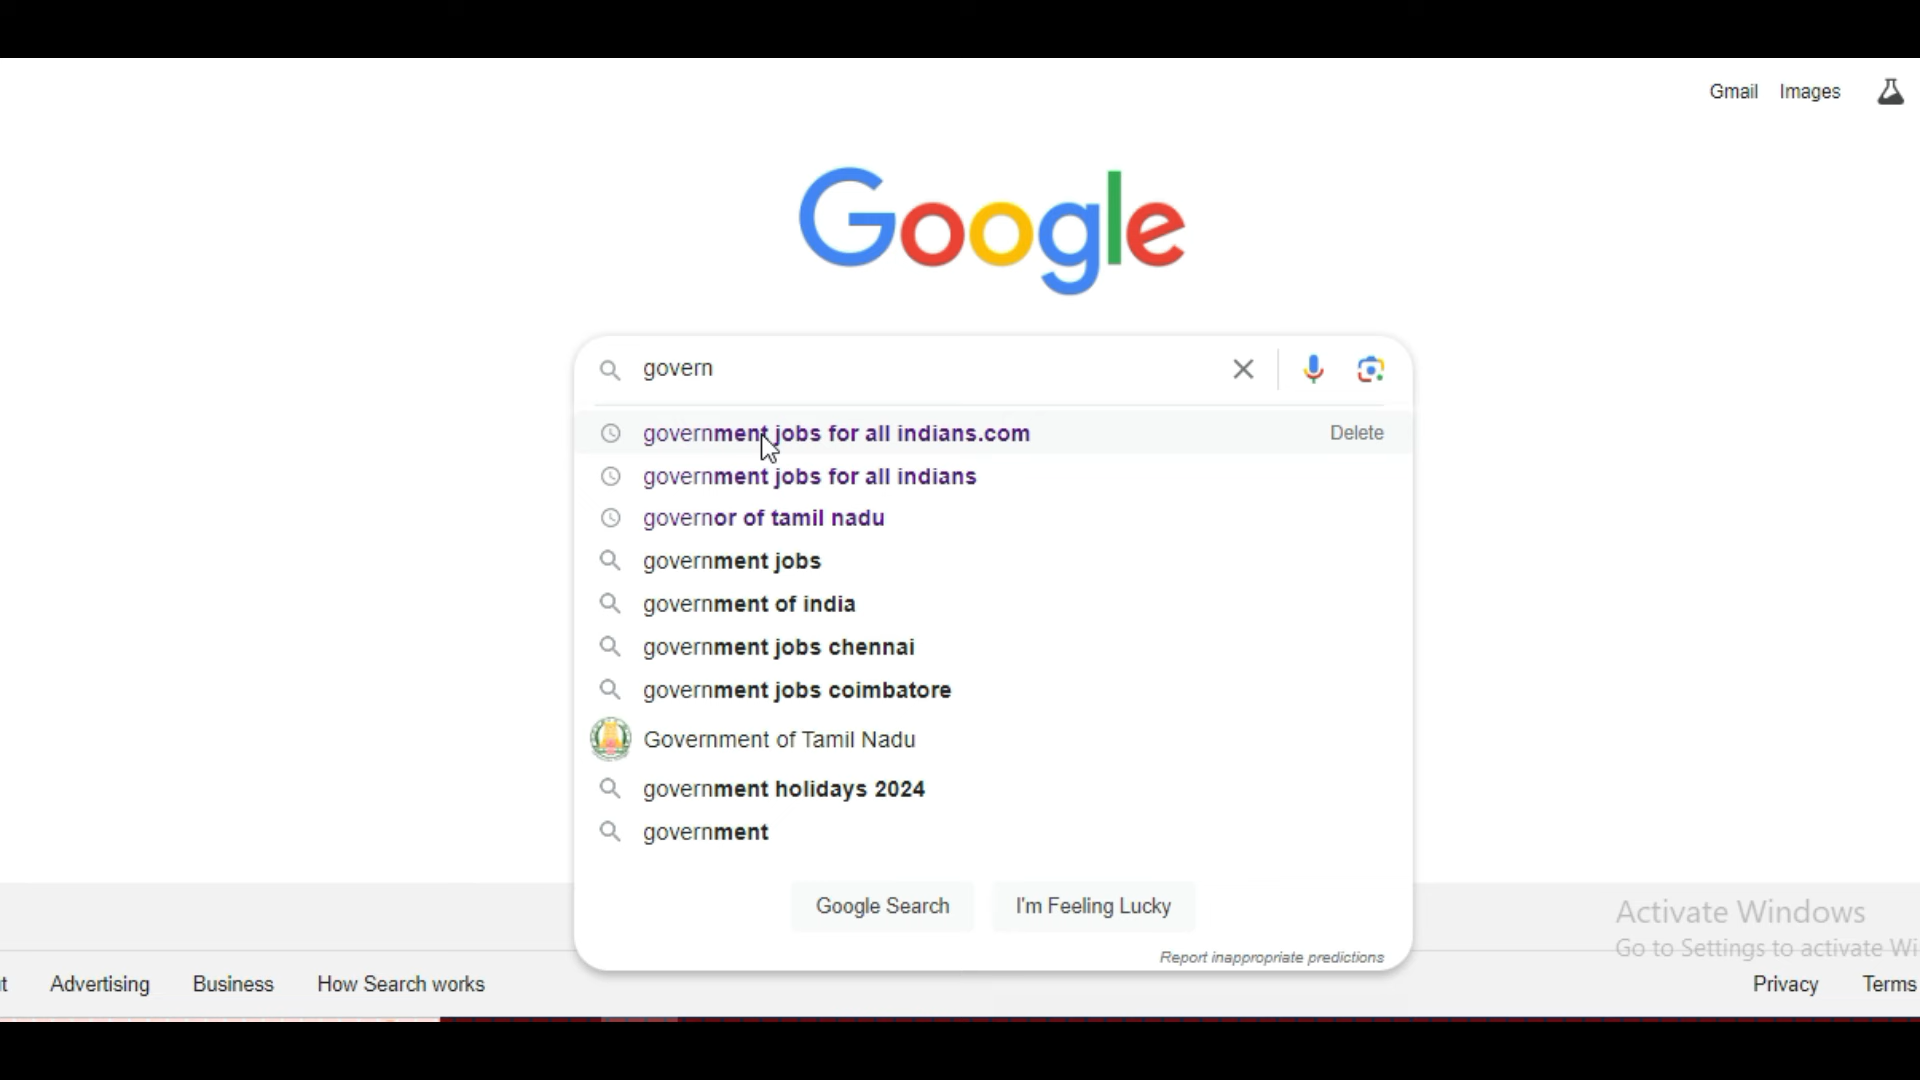 Gmail Images
Google
govern
government jobs for all indians.com Delete
government jobs for all indians
governor of tamil nadu
government jobs
government of india
government jobs chennai
government jobs coimbatore
Government of Tamil Nadu
government holidays 2024
government
Google Search I'm Feeling Lucky
Report inappropriate predictions
Activate Windows
Go to Settings to activate Wi
t Advertising Business How Search works Privacy Terms